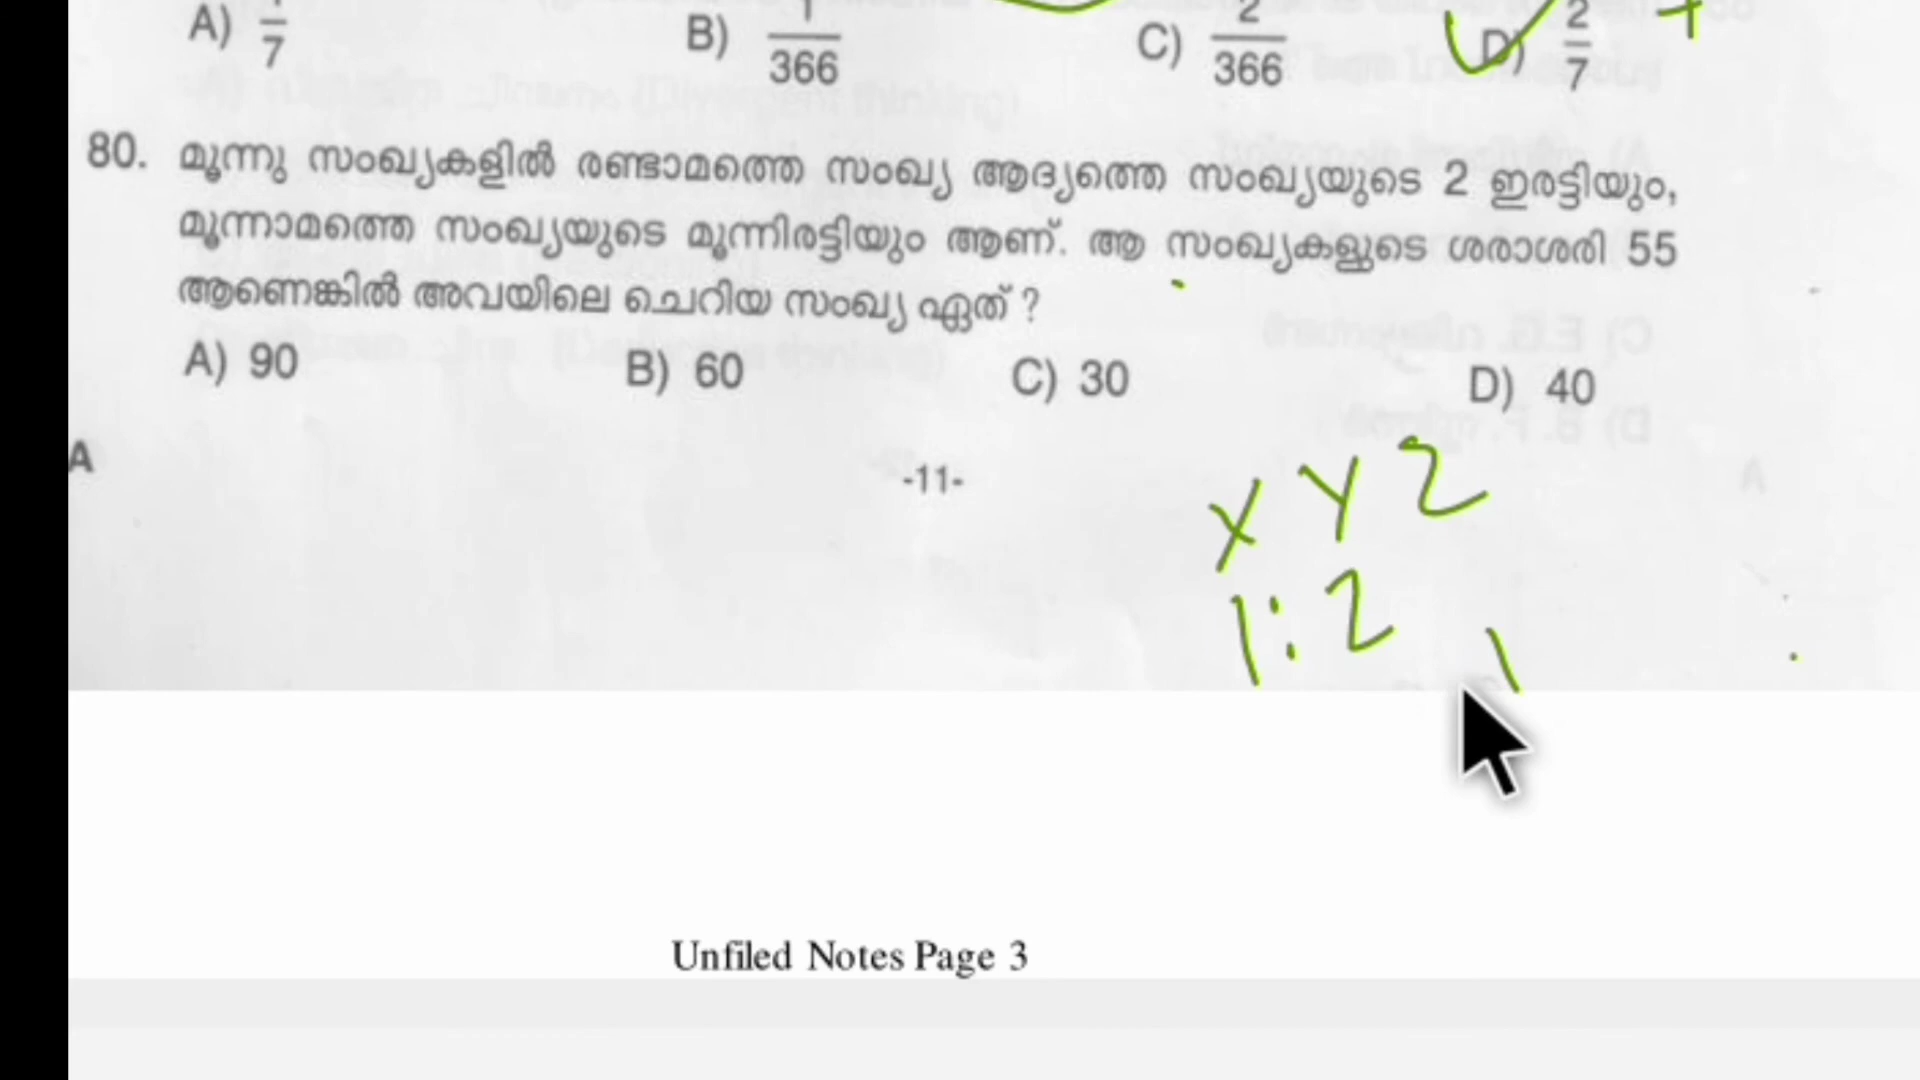 A) 1/7 B) 1/366 C) 2/366 D) 2/7
80. മൂന്നു സംഖ്യകളിൽ രണ്ടാമത്തെ സംഖ്യ ആദ്യത്തെ സംഖ്യയുടെ 2 ഇരട്ടിയും,
മൂന്നാമത്തെ സംഖ്യയുടെ മൂന്നിരട്ടിയും ആണ്. ആ സംഖ്യകളുടെ ശരാശരി 55
ആണെങ്കിൽ അവയിലെ ചെറിയ സംഖ്യ ഏത് ?
A) 90 B) 60 C) 30 D) 40
A -11-
X Y Z
1:2
1
Unfiled Notes Page 3